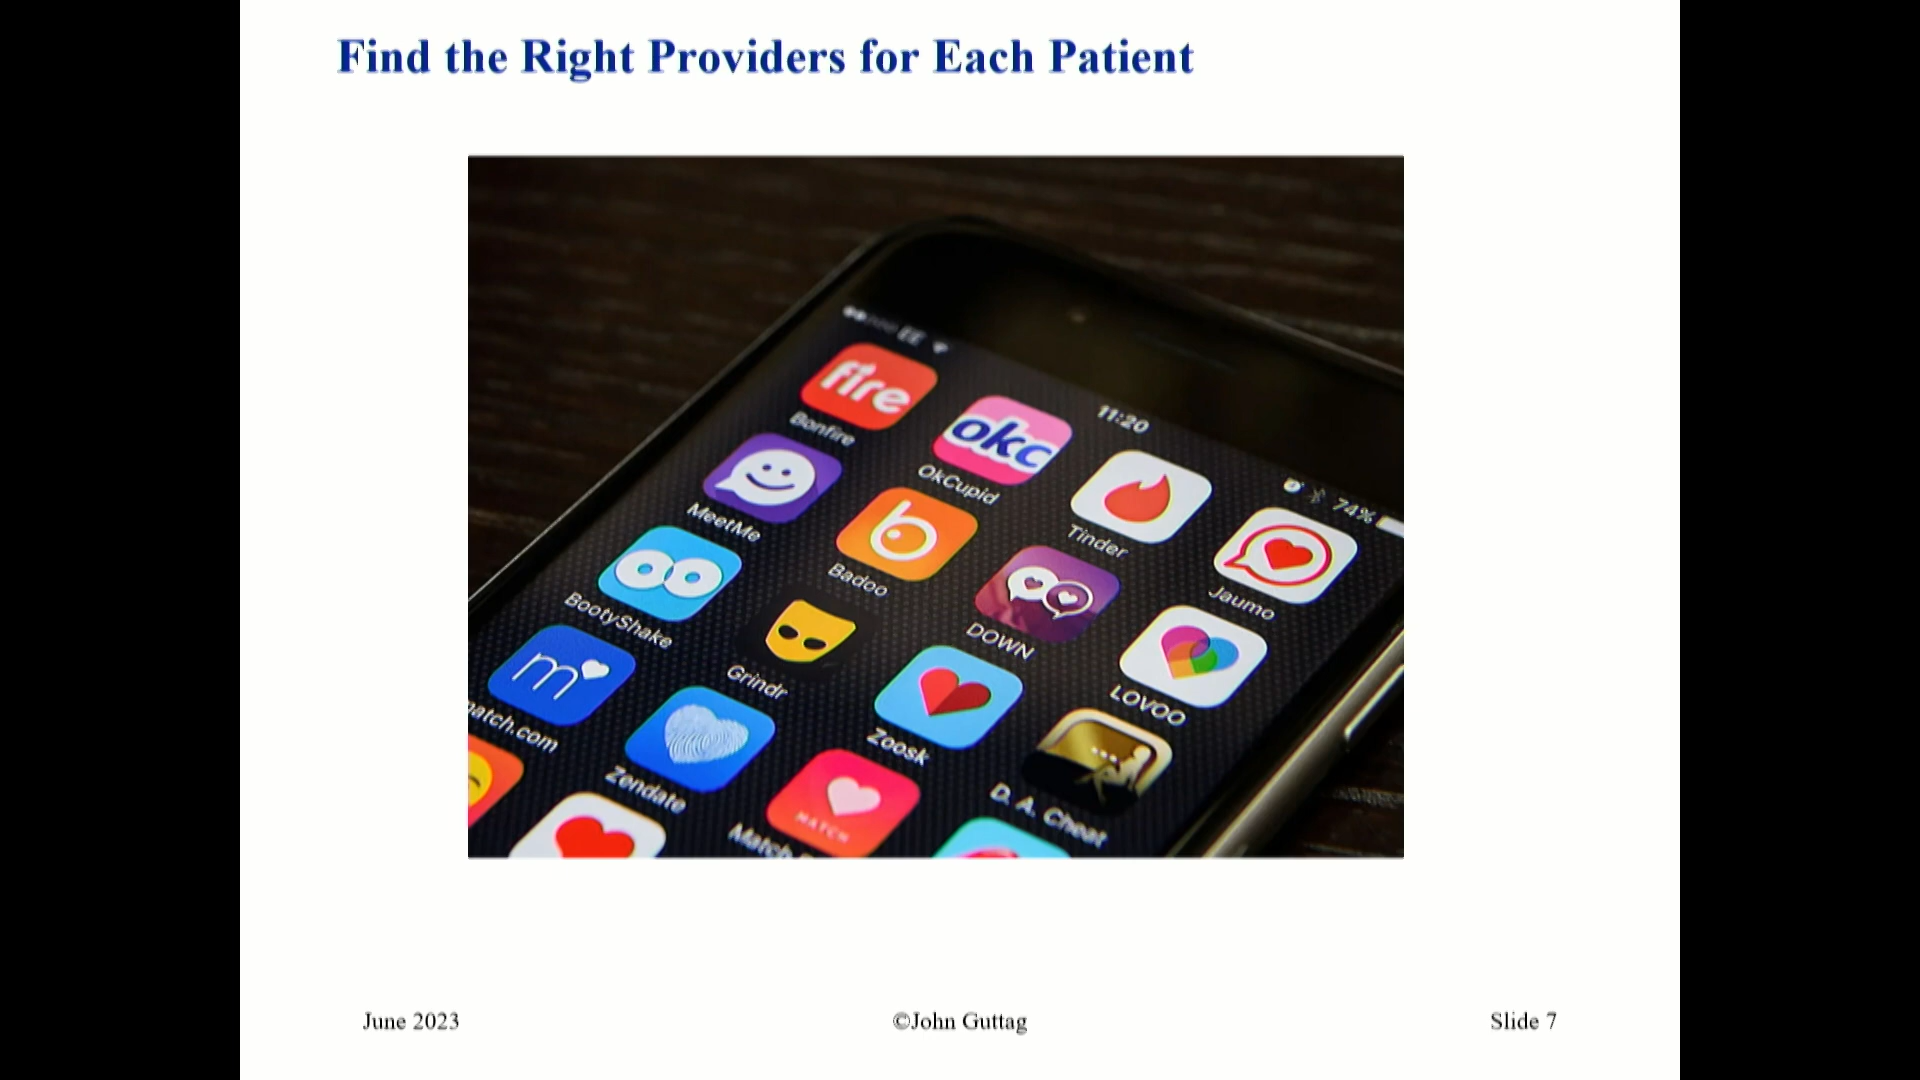 Find the Right Providers for Each Patient
EE
11:20
74%
fire
Bonfire
okc
OkCupid
Tinder
Jaumo
MeetMe
b
Badoo
DOWN
LOVOO
BootyShake
Grindr
Zoosk
D. A. Cheat
m
match.com
Zendate
MATCH
Match
June 2023
©John Guttag
Slide 7